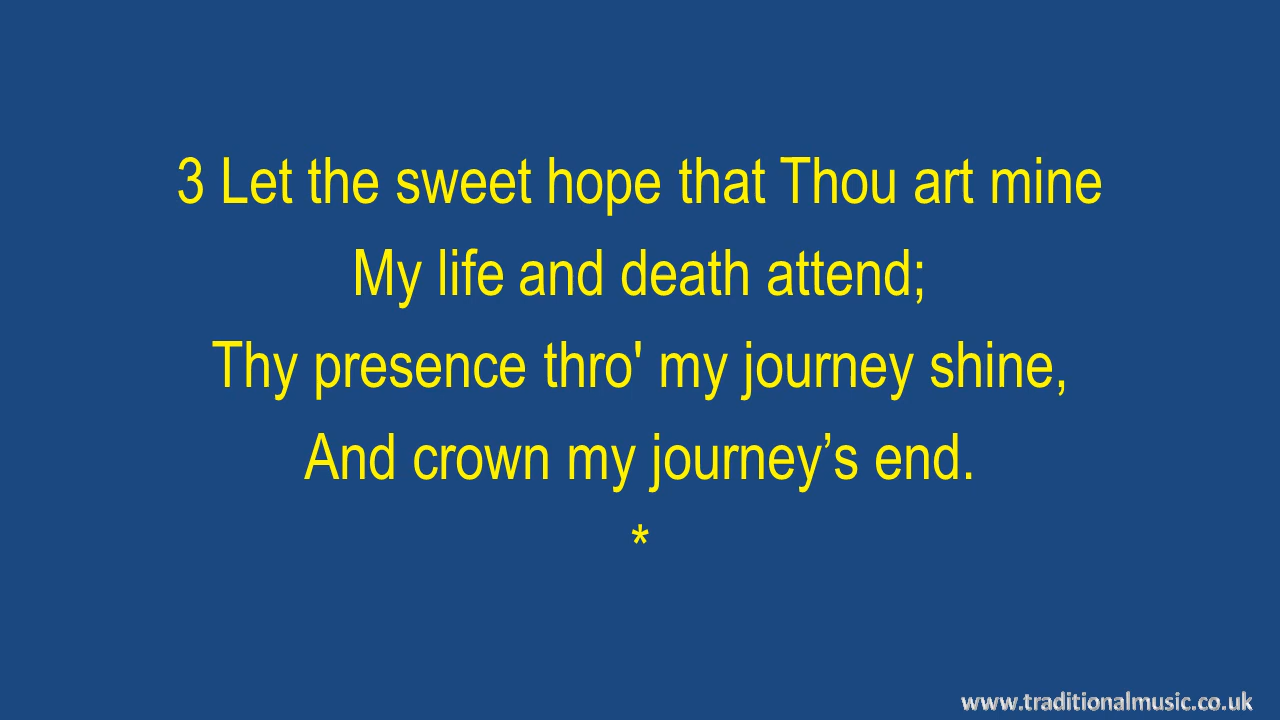 3 Let the sweet hope that Thou art mine
My life and death attend;
Thy presence thro' my journey shine,
And crown my journey’s end.
*
www.traditionalmusic.co.uk